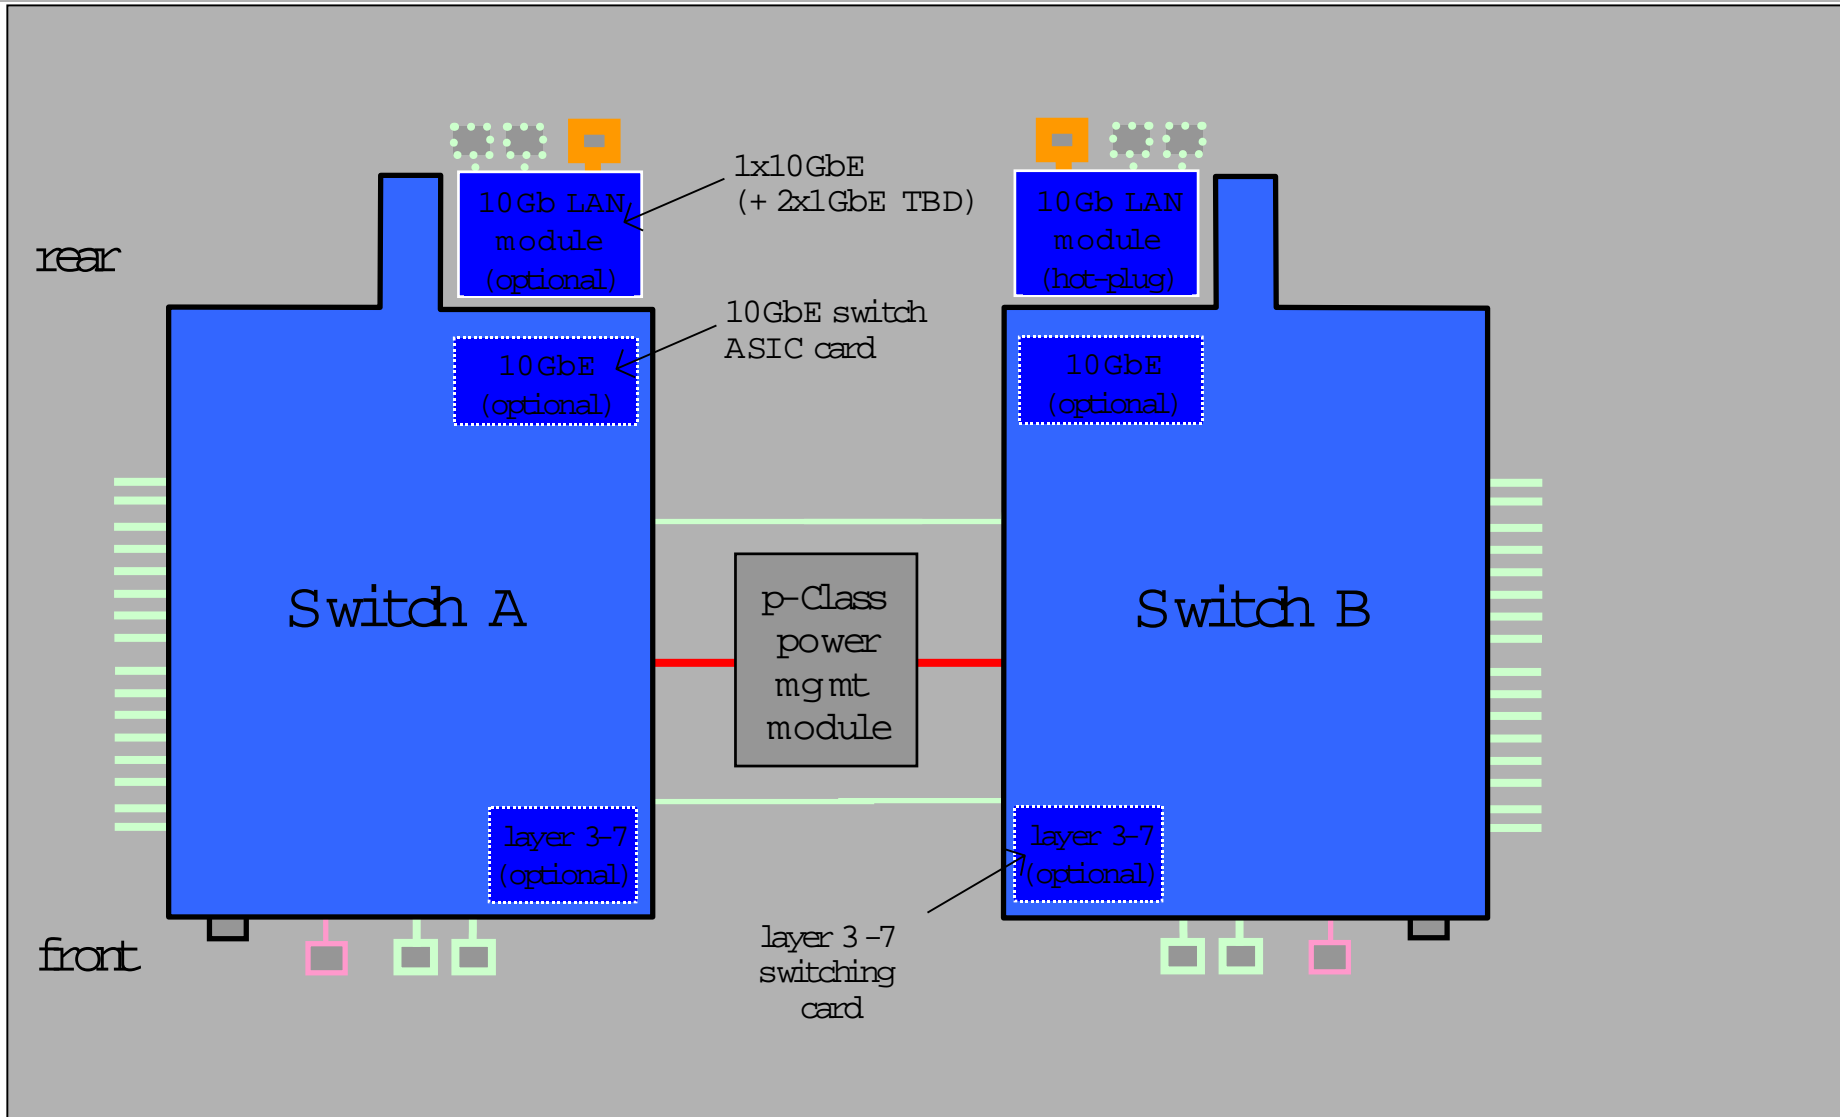 10Gb LAN
module
(optional)
1x10GbE
(+ 2x1GbE TBD)
10Gb LAN
module
(hot-plug)
rear
10GbE switch
ASIC card
10GbE
(optional)
10GbE
(optional)
Switch A
p-Class
power
mgmt
module
Switch B
layer 3-7
(optional)
layer 3-7
(optional)
front
layer 3-7
switching
card